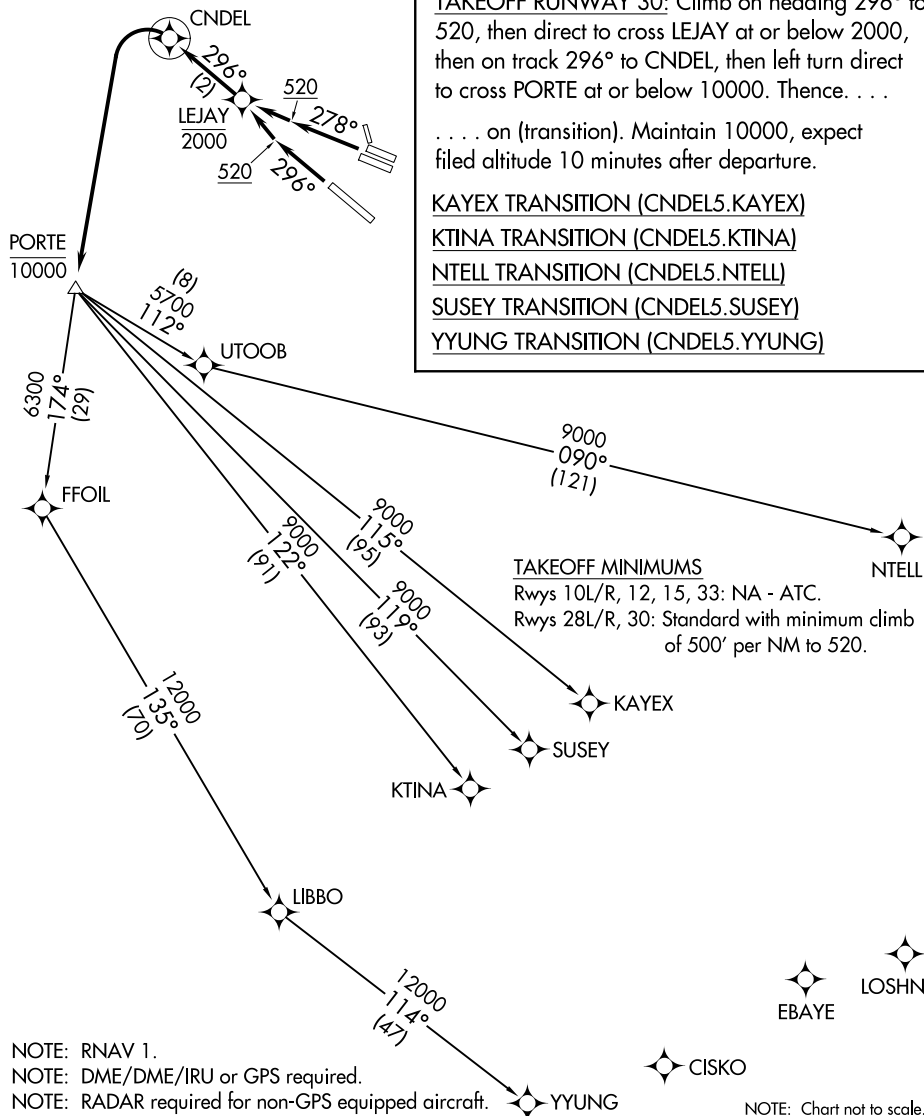 CNDEL
296°
(2)
LEJAY
2000
520
278°
520
296°
TAKEOFF RUNWAY 30: Climb on heading 296° to
520, then direct to cross LEJAY at or below 2000,
then on track 296° to CNDEL, then left turn direct
to cross PORTE at or below 10000. Thence. . . .
. . . . on (transition). Maintain 10000, expect
filed altitude 10 minutes after departure.
KAYEX TRANSITION (CNDEL5.KAYEX)
KTINA TRANSITION (CNDEL5.KTINA)
NTELL TRANSITION (CNDEL5.NTELL)
SUSEY TRANSITION (CNDEL5.SUSEY)
YYUNG TRANSITION (CNDEL5.YYUNG)
PORTE
10000
(8)
5700
112°
UTOOB
6300
174°
(29)
FFOIL
9000
090°
(121)
NTELL
9000
115°
(95)
9000
122°
(91)
9000
119°
(93)
TAKEOFF MINIMUMS
Rwys 10L/R, 12, 15, 33: NA - ATC.
Rwys 28L/R, 30: Standard with minimum climb
of 500' per NM to 520.
KAYEX
SUSEY
KTINA
12000
135°
(70)
LIBBO
12000
114°
(47)
LOSHN
EBAYE
CISKO
YYUNG
NOTE: RNAV 1.
NOTE: DME/DME/IRU or GPS required.
NOTE: RADAR required for non-GPS equipped aircraft.
NOTE: Chart not to scale.